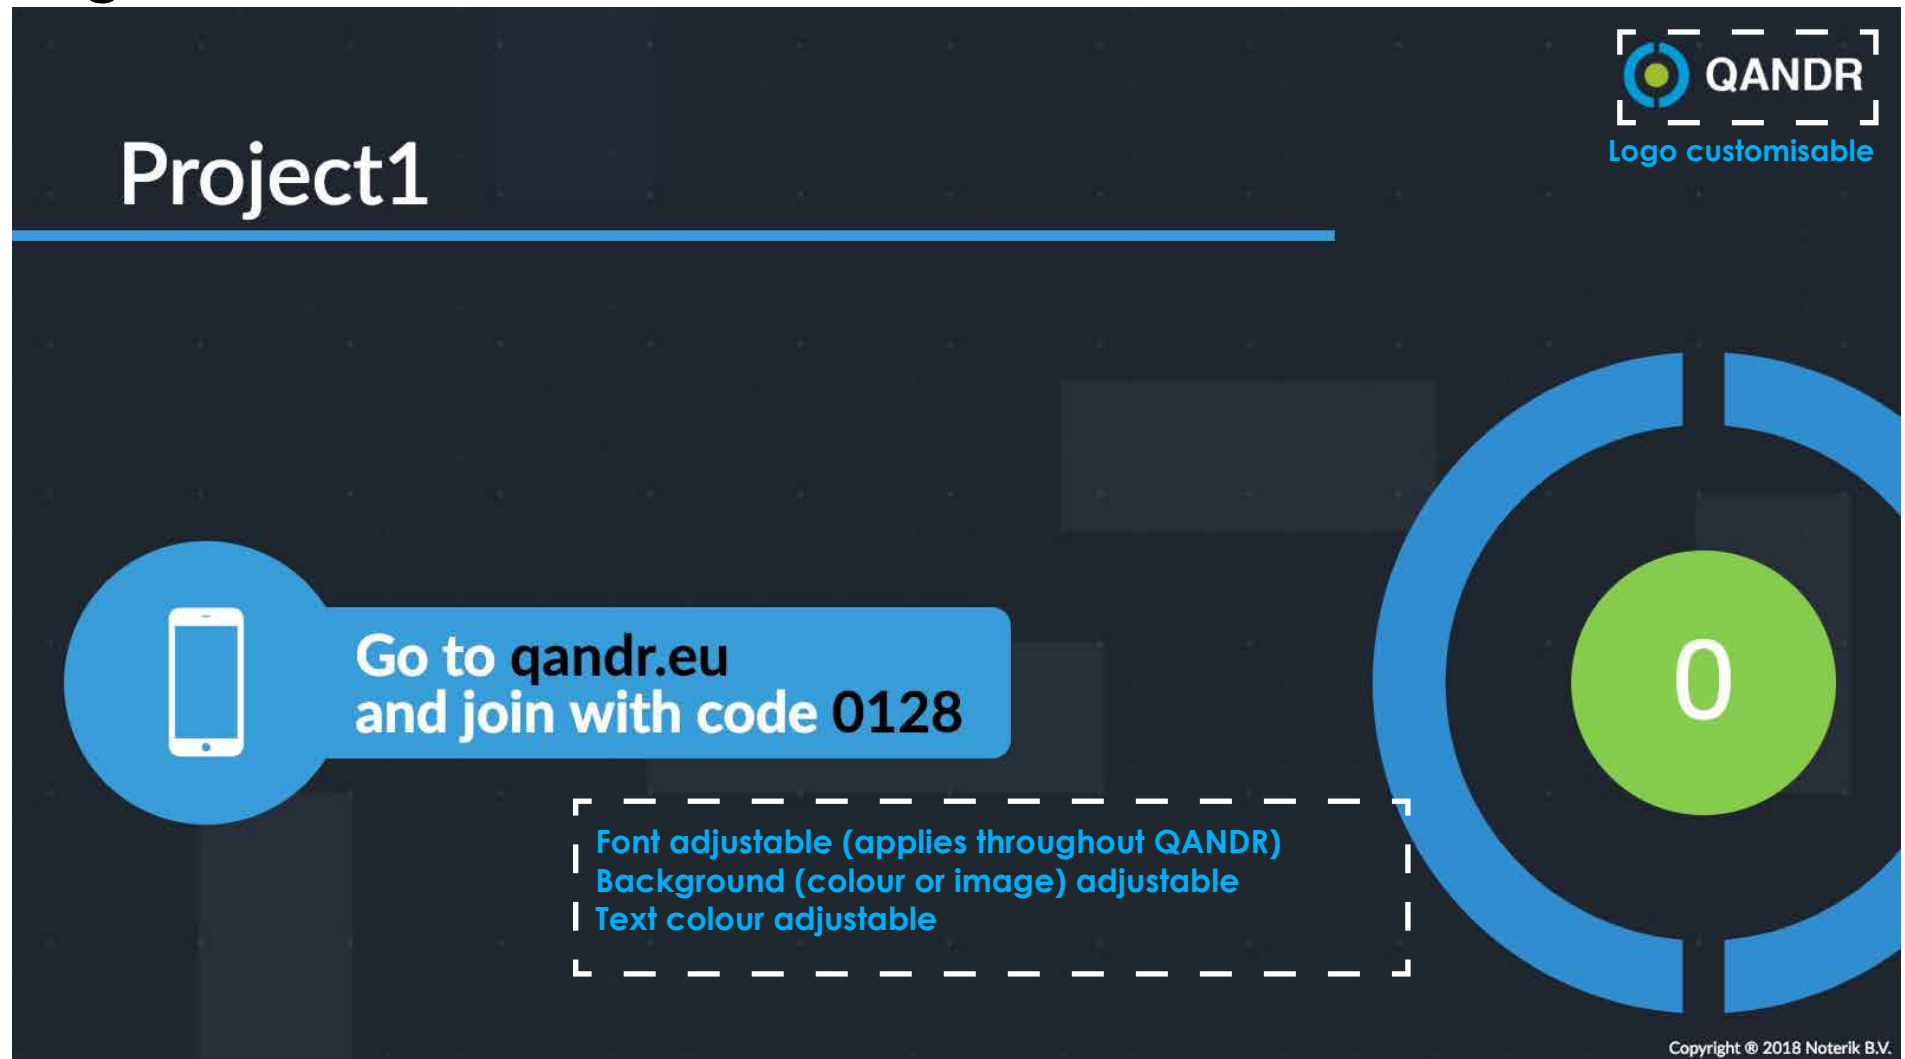 QANDR
Logo customisable
Project1
Go to qandr.eu
and join with code 0128
0
Font adjustable (applies throughout QANDR)
Background (colour or image) adjustable
Text colour adjustable
Copyright ® 2018 Noterik B.V.